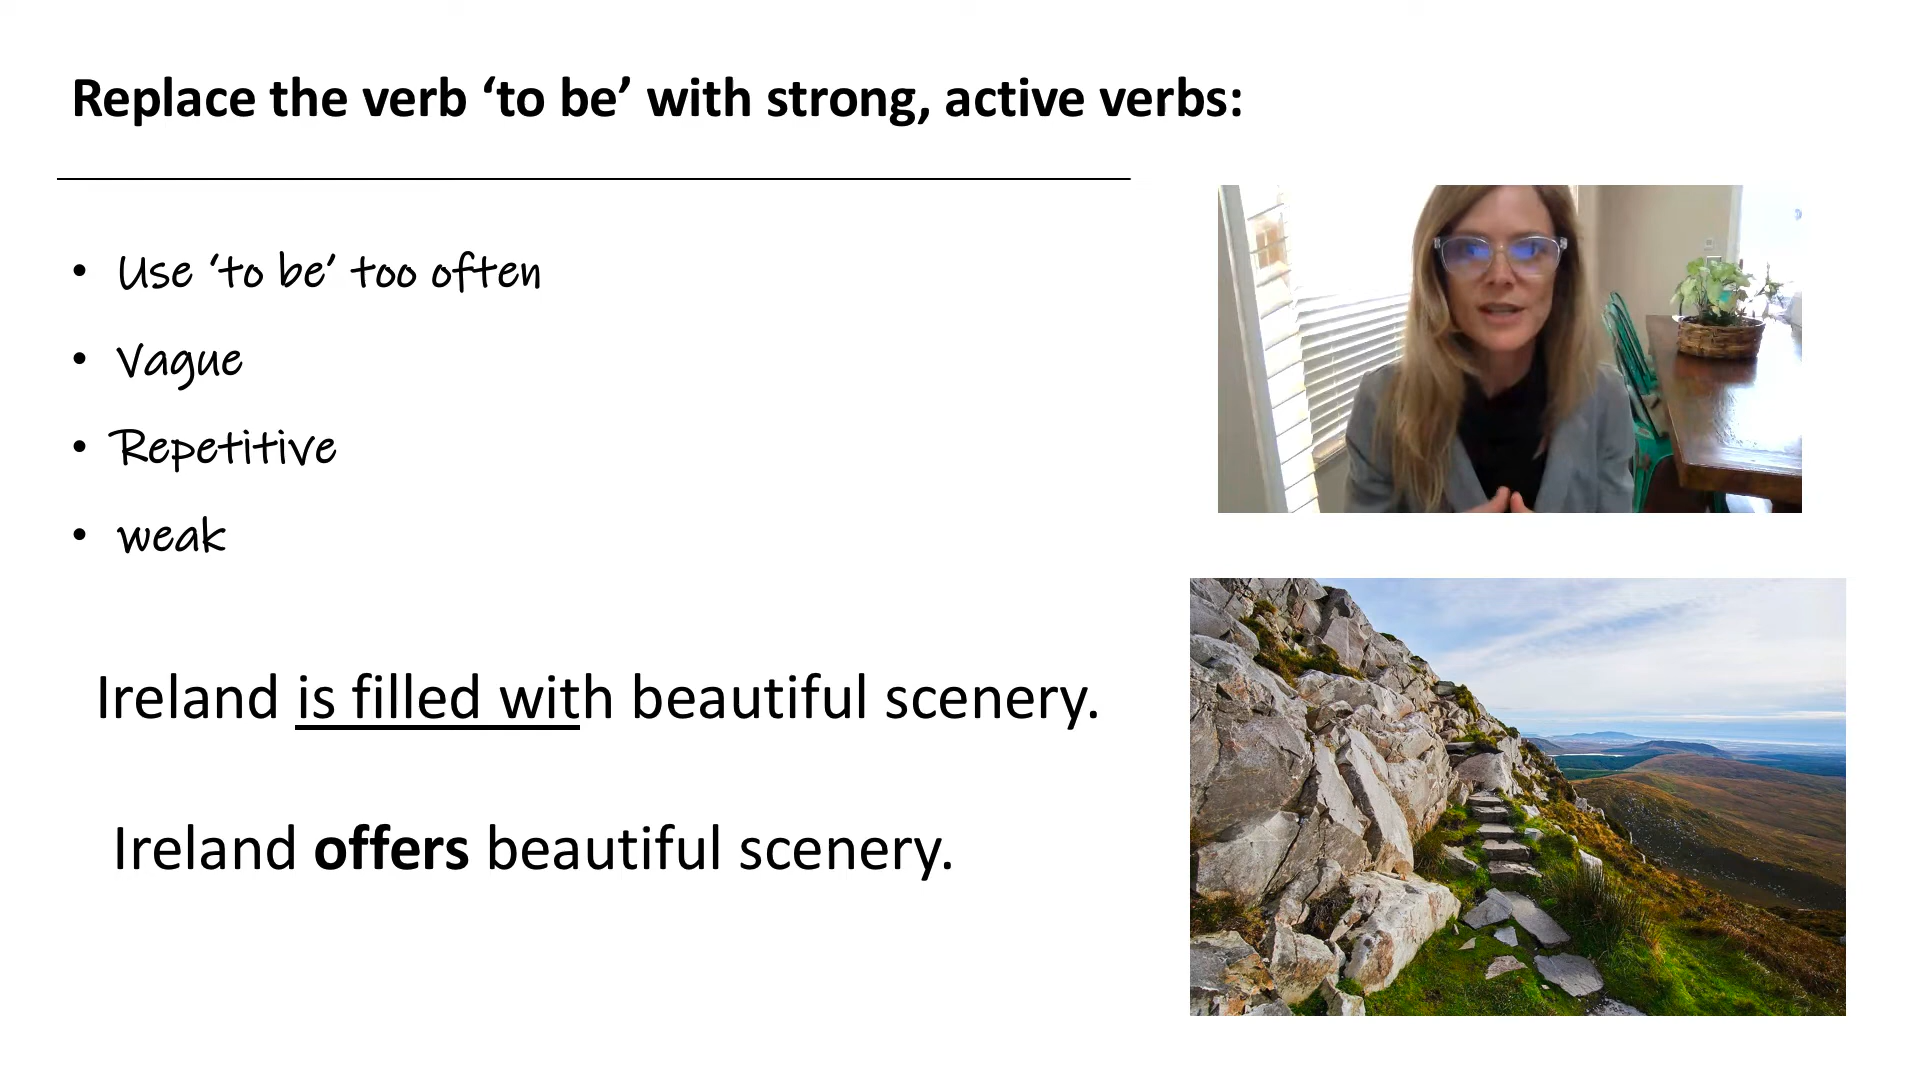 Replace the verb ‘to be’ with strong, active verbs:
• Use ‘to be’ too often
• Vague
• Repetitive
• weak
Ireland is filled with beautiful scenery.
Ireland offers beautiful scenery.